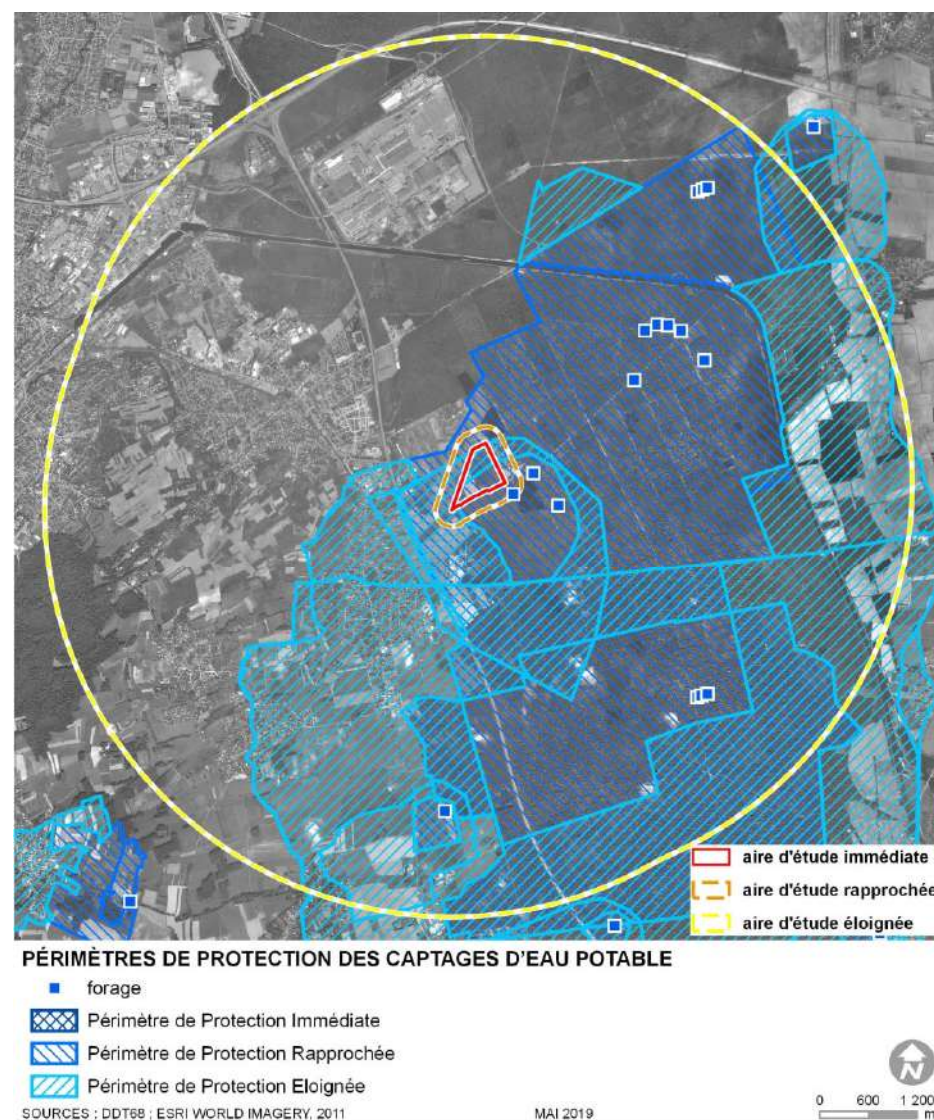 aire d'étude immédiate
aire d'étude rapprochée
aire d'étude éloignée
PÉRIMÈTRES DE PROTECTION DES CAPTAGES D'EAU POTABLE
forage
Périmètre de Protection Immédiate
Périmètre de Protection Rapprochée
Périmètre de Protection Eloignée
N
0 600 1 200
m
SOURCES : DDT68 ; ESRI WORLD IMAGERY, 2011 MAI 2019